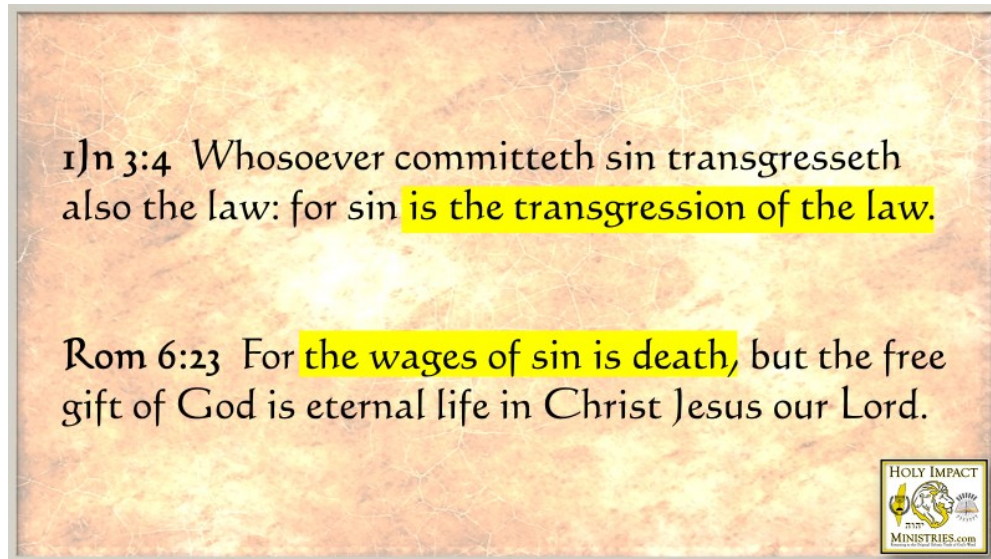 1Jn 3:4 Whosoever committeth sin transgresseth
also the law: for sin is the transgression of the law.
Rom 6:23 For the wages of sin is death, but the free
gift of God is eternal life in Christ Jesus our Lord.
HOLY IMPACT
יהוה
MINISTRIES.com